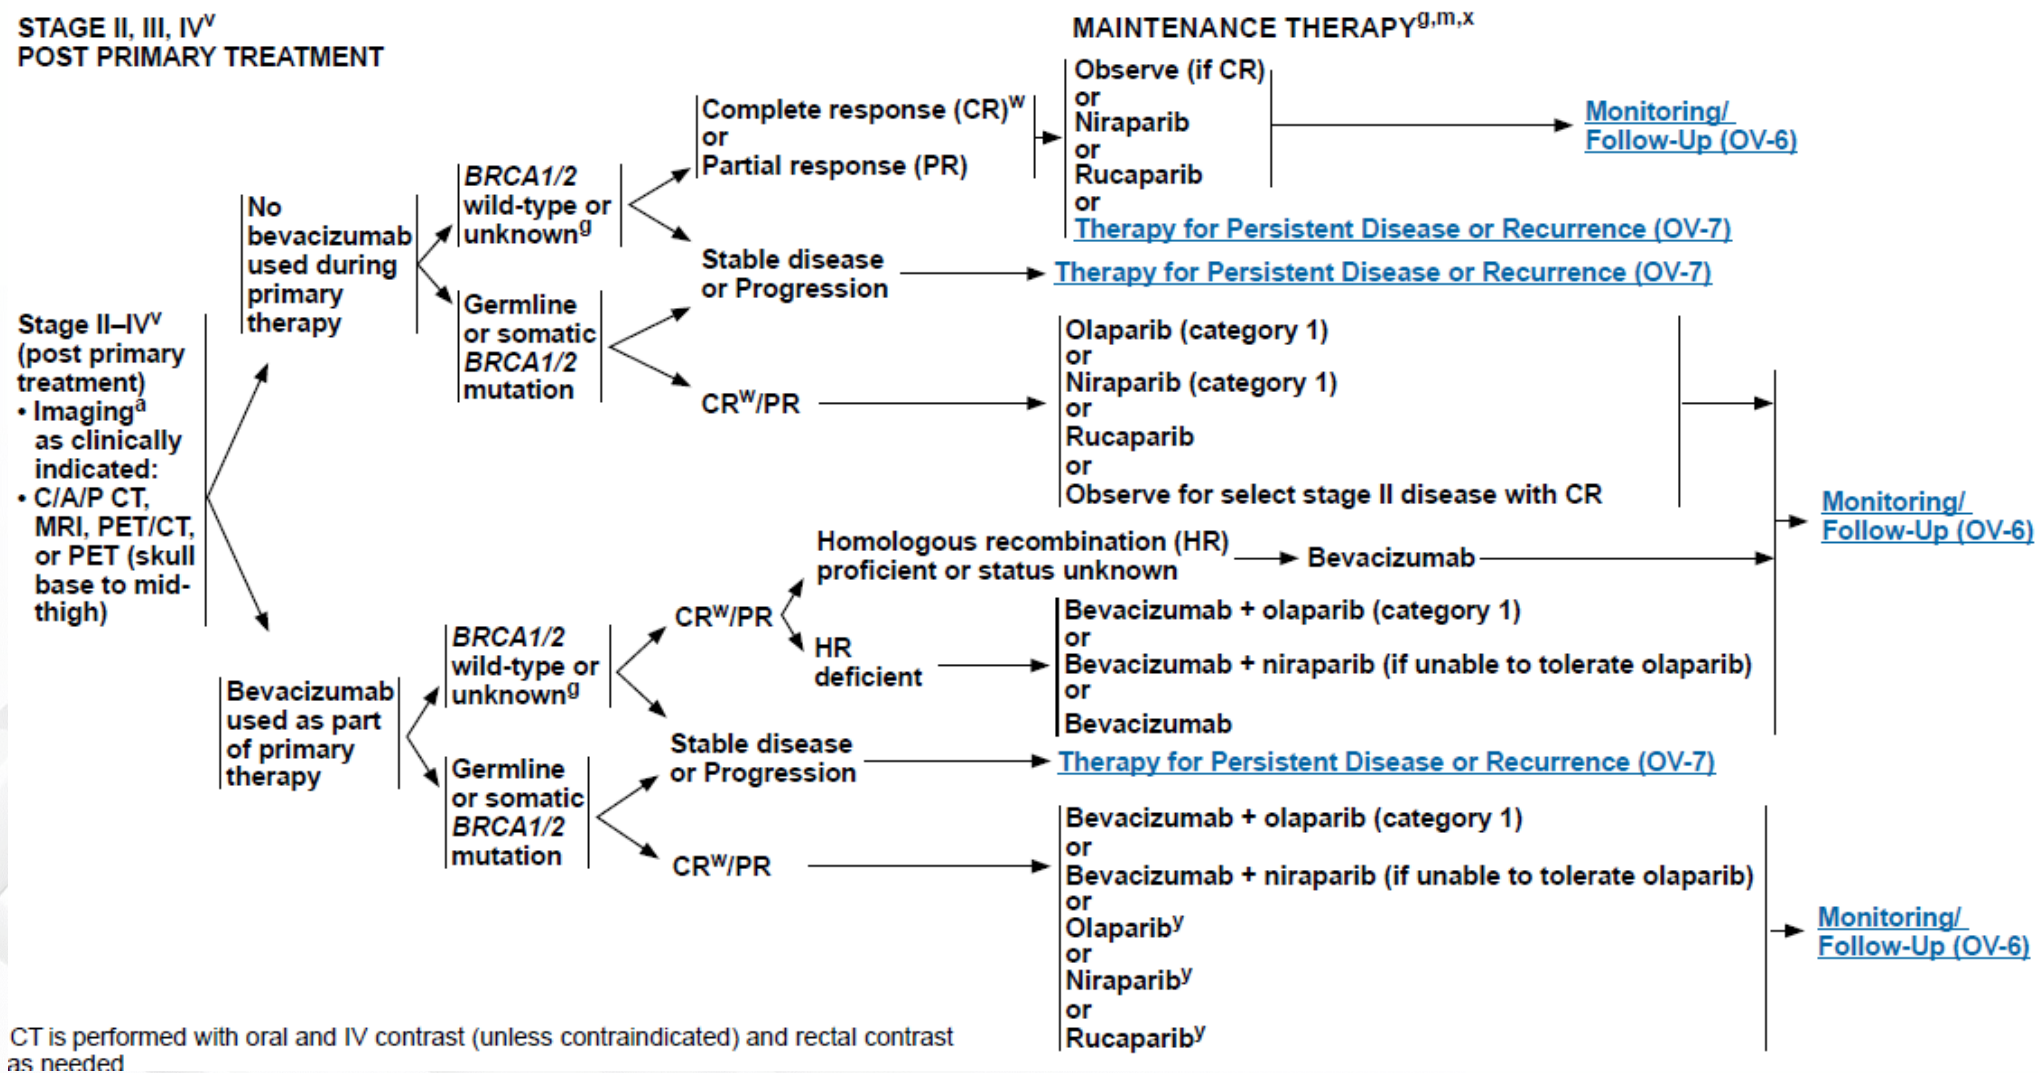 STAGE II, III, IVᵛ
POST PRIMARY TREATMENT
MAINTENANCE THERAPYᵍ,ᵐ,ˣ
Stage II–IVᵛ
(post primary
treatment)
• Imagingᵃ
as clinically
indicated:
• C/A/P CT,
MRI, PET/CT,
or PET (skull
base to mid-
thigh)
No
bevacizumab
used during
primary
therapy
BRCA1/2
wild-type or
unknownᵍ
Complete response (CR)ʷ
or
Partial response (PR)
Observe (if CR)
or
Niraparib
or
Rucaparib
or
Therapy for Persistent Disease or Recurrence (OV-7)
Monitoring/
Follow-Up (OV-6)
Stable disease
or Progression
Therapy for Persistent Disease or Recurrence (OV-7)
Germline
or somatic
BRCA1/2
mutation
CRʷ/PR
Olaparib (category 1)
or
Niraparib (category 1)
or
Rucaparib
or
Observe for select stage II disease with CR
Monitoring/
Follow-Up (OV-6)
Bevacizumab
used as part
of primary
therapy
BRCA1/2
wild-type or
unknownᵍ
CRʷ/PR
Homologous recombination (HR)
proficient or status unknown
Bevacizumab
HR
deficient
Bevacizumab + olaparib (category 1)
or
Bevacizumab + niraparib (if unable to tolerate olaparib)
or
Bevacizumab
Stable disease
or Progression
Therapy for Persistent Disease or Recurrence (OV-7)
Germline
or somatic
BRCA1/2
mutation
CRʷ/PR
Bevacizumab + olaparib (category 1)
or
Bevacizumab + niraparib (if unable to tolerate olaparib)
or
Olaparibʸ
or
Niraparibʸ
or
Rucaparibʸ
Monitoring/
Follow-Up (OV-6)
CT is performed with oral and IV contrast (unless contraindicated) and rectal contrast
as needed